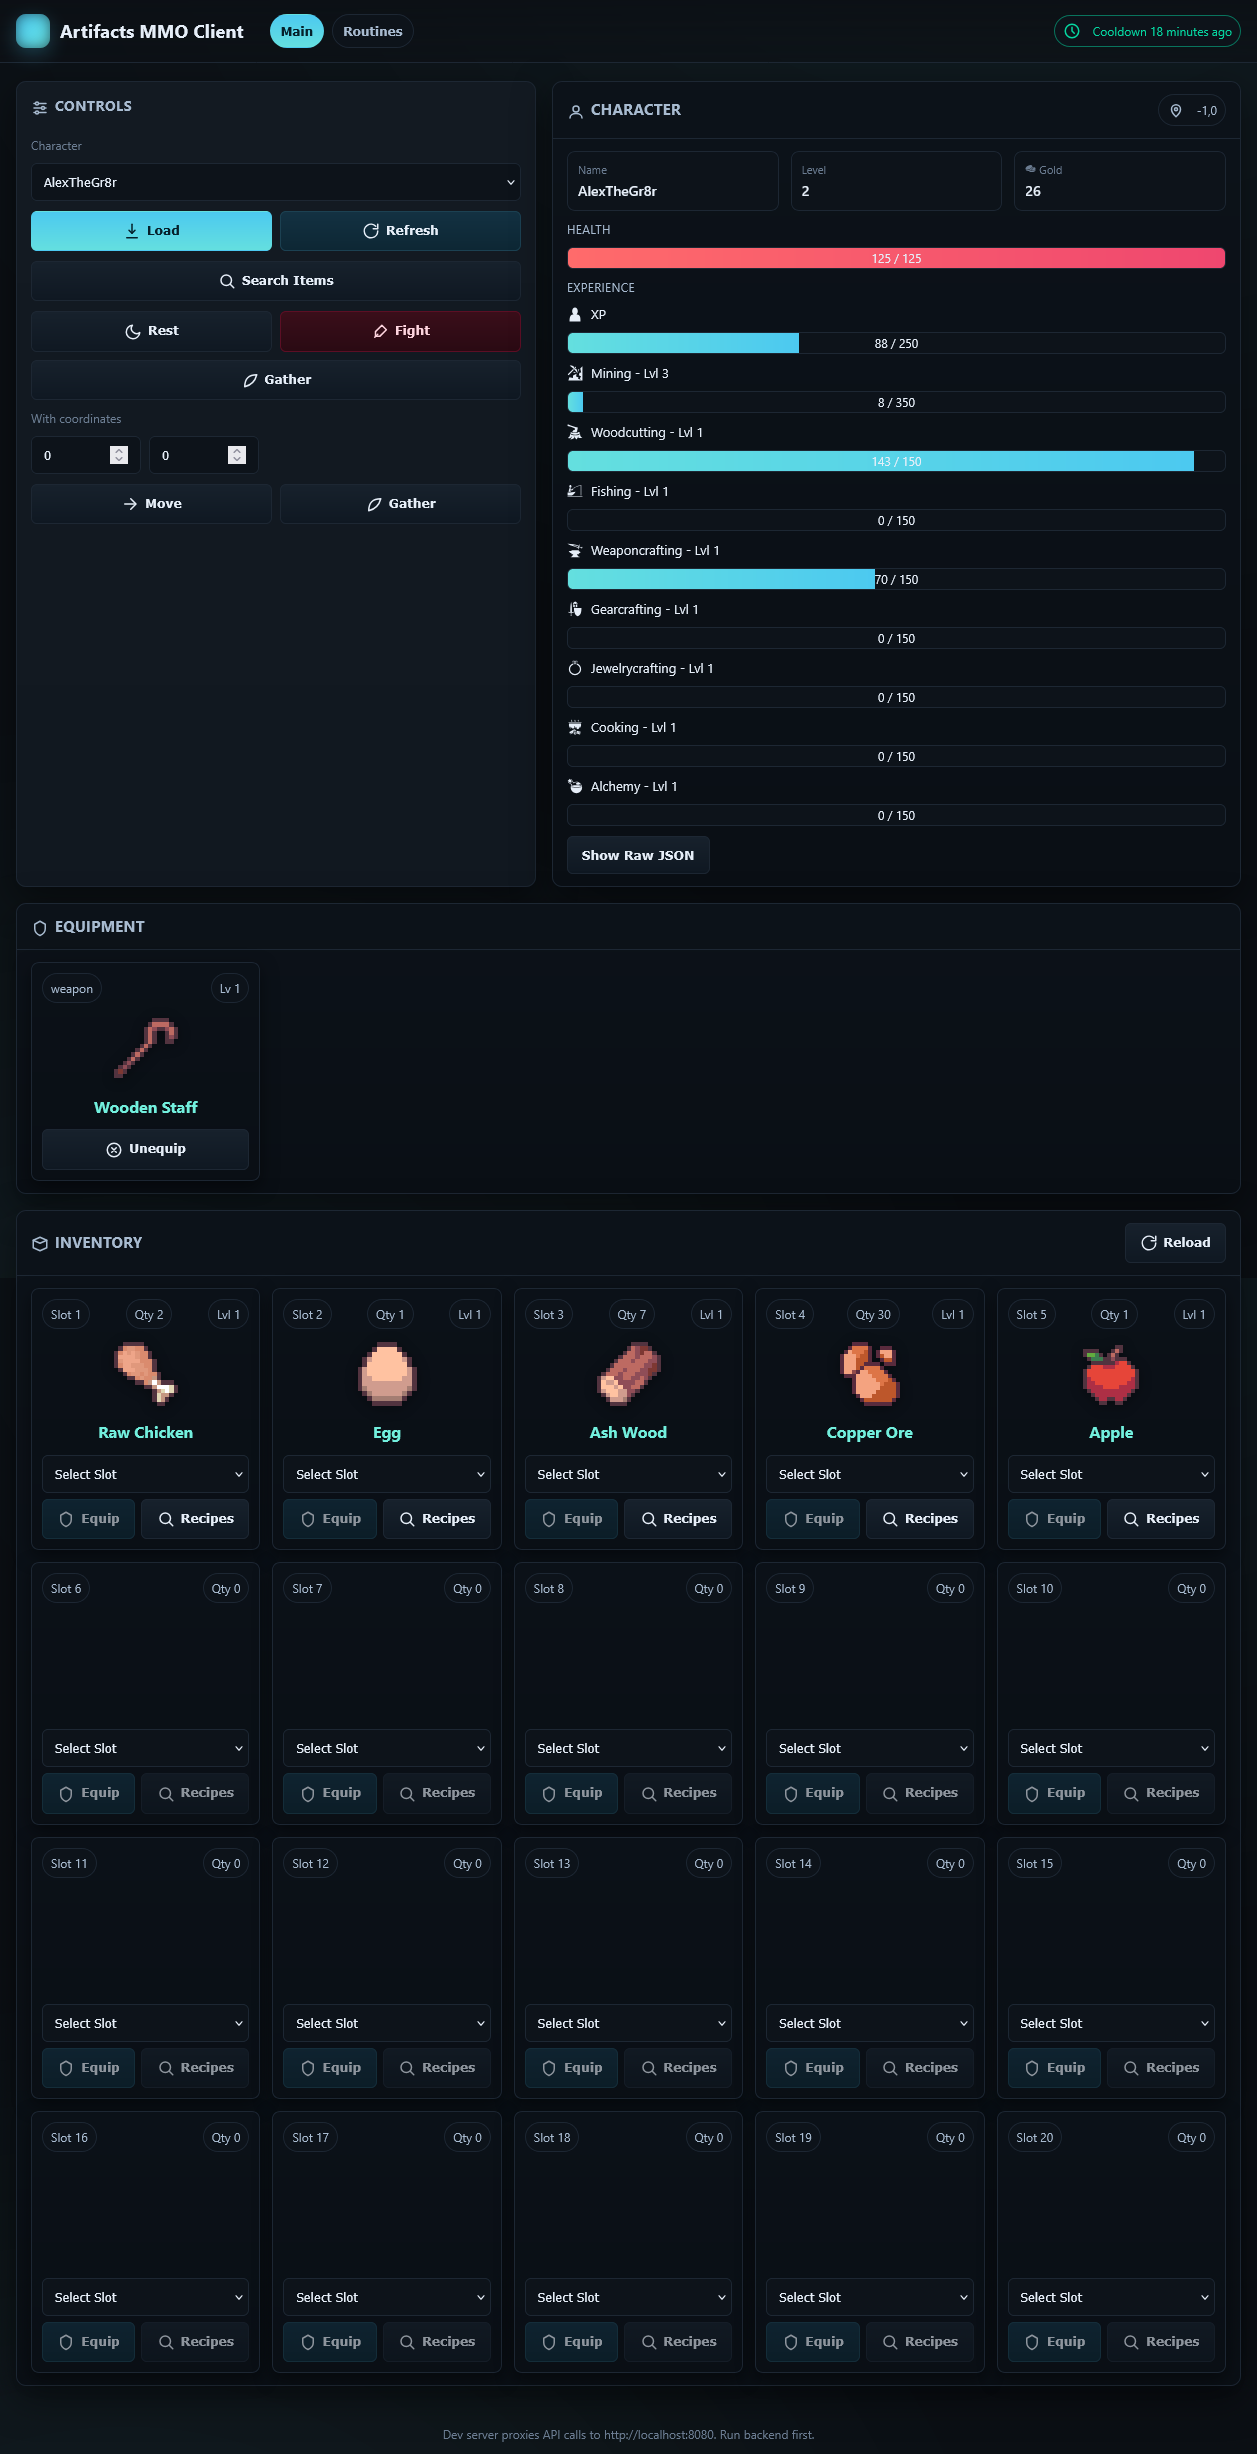 Artifacts MMO Client Main Routines Cooldown 18 minutes ago
CONTROLS
Character
AlexTheGr8r
Load Refresh
Search Items
Rest Fight
Gather
With coordinates
0 0
Move Gather
CHARACTER -1,0
Name Level Gold
AlexTheGr8r 2 26
HEALTH
125 / 125
EXPERIENCE
XP
88 / 250
Mining - Lvl 3
8 / 350
Woodcutting - Lvl 1
143 / 150
Fishing - Lvl 1
0 / 150
Weaponcrafting - Lvl 1
70 / 150
Gearcrafting - Lvl 1
0 / 150
Jewelrycrafting - Lvl 1
0 / 150
Cooking - Lvl 1
0 / 150
Alchemy - Lvl 1
0 / 150
Show Raw JSON
EQUIPMENT
weapon Lv 1
Wooden Staff
Unequip
INVENTORY Reload
Slot 1 Qty 2 Lvl 1 Slot 2 Qty 1 Lvl 1 Slot 3 Qty 7 Lvl 1 Slot 4 Qty 30 Lvl 1 Slot 5 Qty 1 Lvl 1
Raw Chicken Egg Ash Wood Copper Ore Apple
Select Slot Select Slot Select Slot Select Slot Select Slot
Equip Recipes Equip Recipes Equip Recipes Equip Recipes Equip Recipes
Slot 6 Qty 0 Slot 7 Qty 0 Slot 8 Qty 0 Slot 9 Qty 0 Slot 10 Qty 0
Select Slot Select Slot Select Slot Select Slot Select Slot
Equip Recipes Equip Recipes Equip Recipes Equip Recipes Equip Recipes
Slot 11 Qty 0 Slot 12 Qty 0 Slot 13 Qty 0 Slot 14 Qty 0 Slot 15 Qty 0
Select Slot Select Slot Select Slot Select Slot Select Slot
Equip Recipes Equip Recipes Equip Recipes Equip Recipes Equip Recipes
Slot 16 Qty 0 Slot 17 Qty 0 Slot 18 Qty 0 Slot 19 Qty 0 Slot 20 Qty 0
Select Slot Select Slot Select Slot Select Slot Select Slot
Equip Recipes Equip Recipes Equip Recipes Equip Recipes Equip Recipes
Dev server proxies API calls to http://localhost:8080. Run backend first.